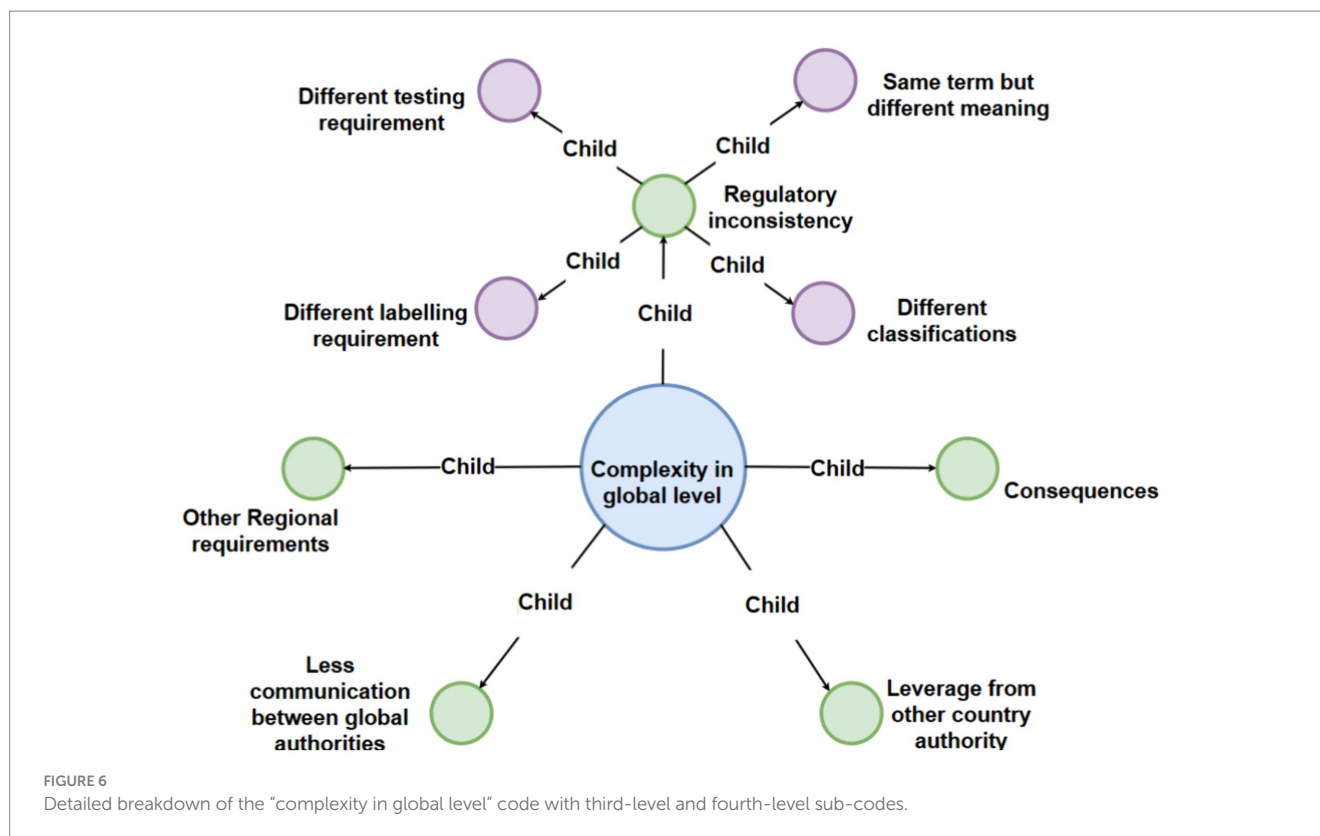 Different testing
requirement
Same term but
different meaning
Child
Child
Regulatory
inconsistency
Child
Child
Different labelling
requirement
Child
Different
classifications
Child
Complexity in
global level
Child
Other Regional
requirements
Consequences
Child
Child
Less
communication
between global
authorities
Leverage from
other country
authority
FIGURE 6
Detailed breakdown of the “complexity in global level” code with third-level and fourth-level sub-codes.